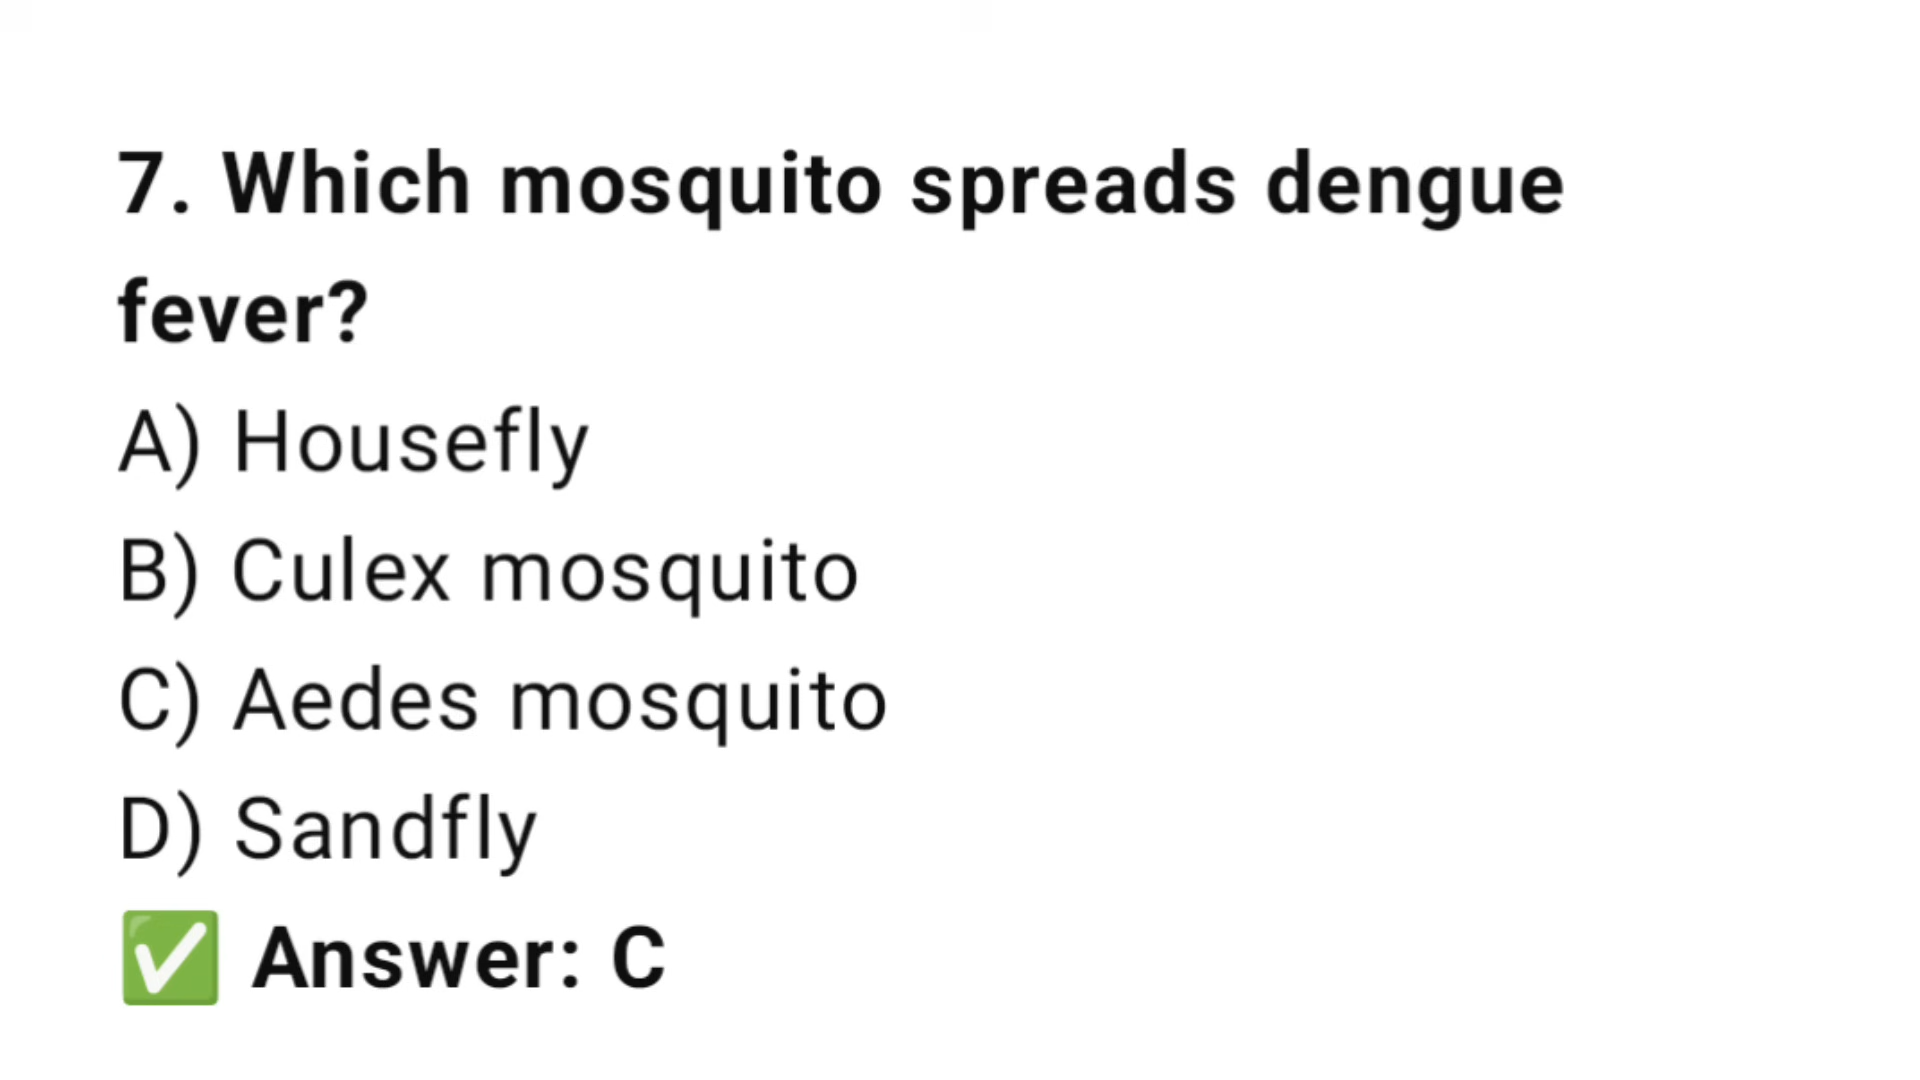 7. Which mosquito spreads dengue
fever?
A) Housefly
B) Culex mosquito
C) Aedes mosquito
D) Sandfly
✅ Answer: C